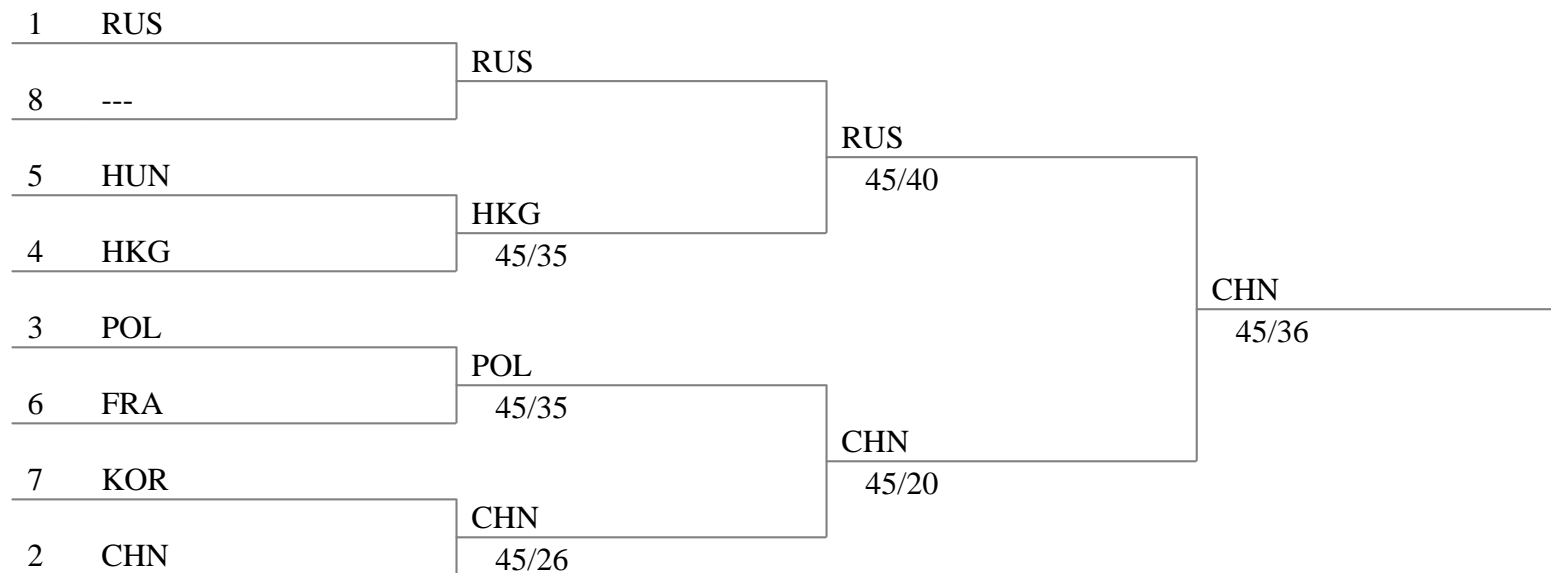 1 RUS
RUS
8 ---
RUS
45/40
5 HUN
HKG
45/35
4 HKG
CHN
45/36
3 POL
POL
45/35
6 FRA
CHN
45/20
7 KOR
CHN
45/26
2 CHN